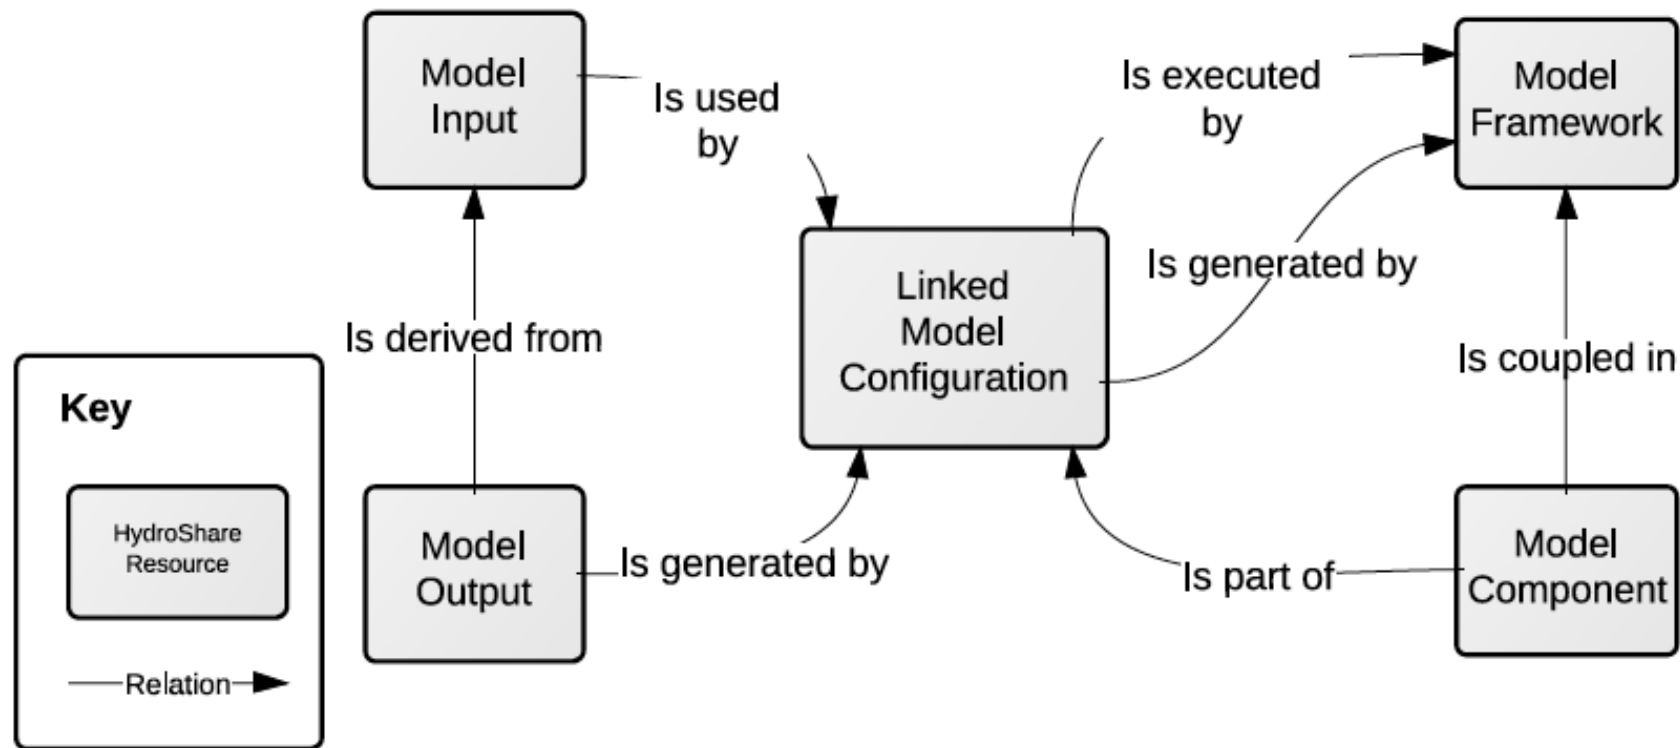 Model
Input
Is used
by
Is executed
by
Model
Framework
Linked
Model
Configuration
Is generated by
Is derived from
Is coupled in
Key
HydroShare
Resource
Relation
Model
Output
Is generated by
Is part of
Model
Component